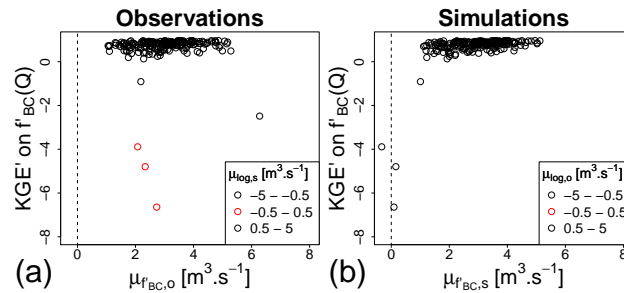 Observations
KGE' on f'BC(Q)
0
−2
−4
−6
−8
μlog,s [m³.s⁻¹]
−5 − −0.5
−0.5 − 0.5
0.5 − 5
0 2 4 6 8
(a)
μf'BC,o [m³.s⁻¹]
Simulations
KGE' on f'BC(Q)
0
−2
−4
−6
−8
μlog,o [m³.s⁻¹]
−5 − −0.5
−0.5 − 0.5
0.5 − 5
0 2 4 6 8
(b)
μf'BC,s [m³.s⁻¹]